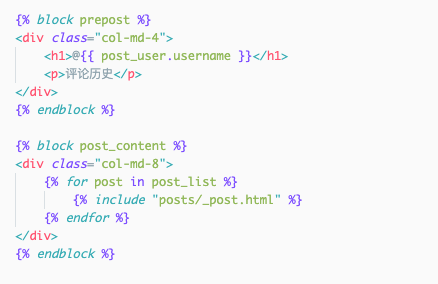 {% block prepost %}
<div class="col-md-4">
    <h1>@{{ post_user.username }}</h1>
    <p>评论历史</p>
</div>
{% endblock %}

{% block post_content %}
<div class="col-md-8">
    {% for post in post_list %}
        {% include "posts/_post.html" %}
    {% endfor %}
</div>
{% endblock %}